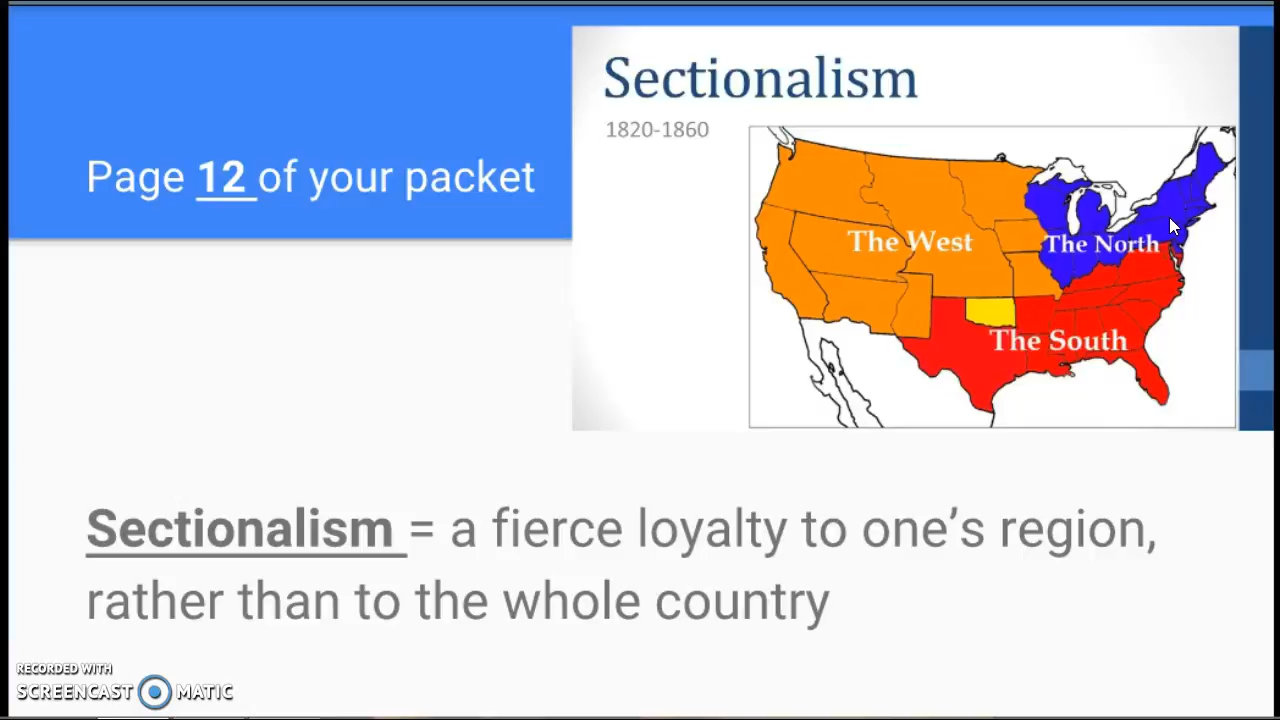 Page 12 of your packet
Sectionalism
1820-1860
The West
The North
The South
Sectionalism = a fierce loyalty to one's region,
rather than to the whole country
RECORDED WITH
SCREENCAST MATIC